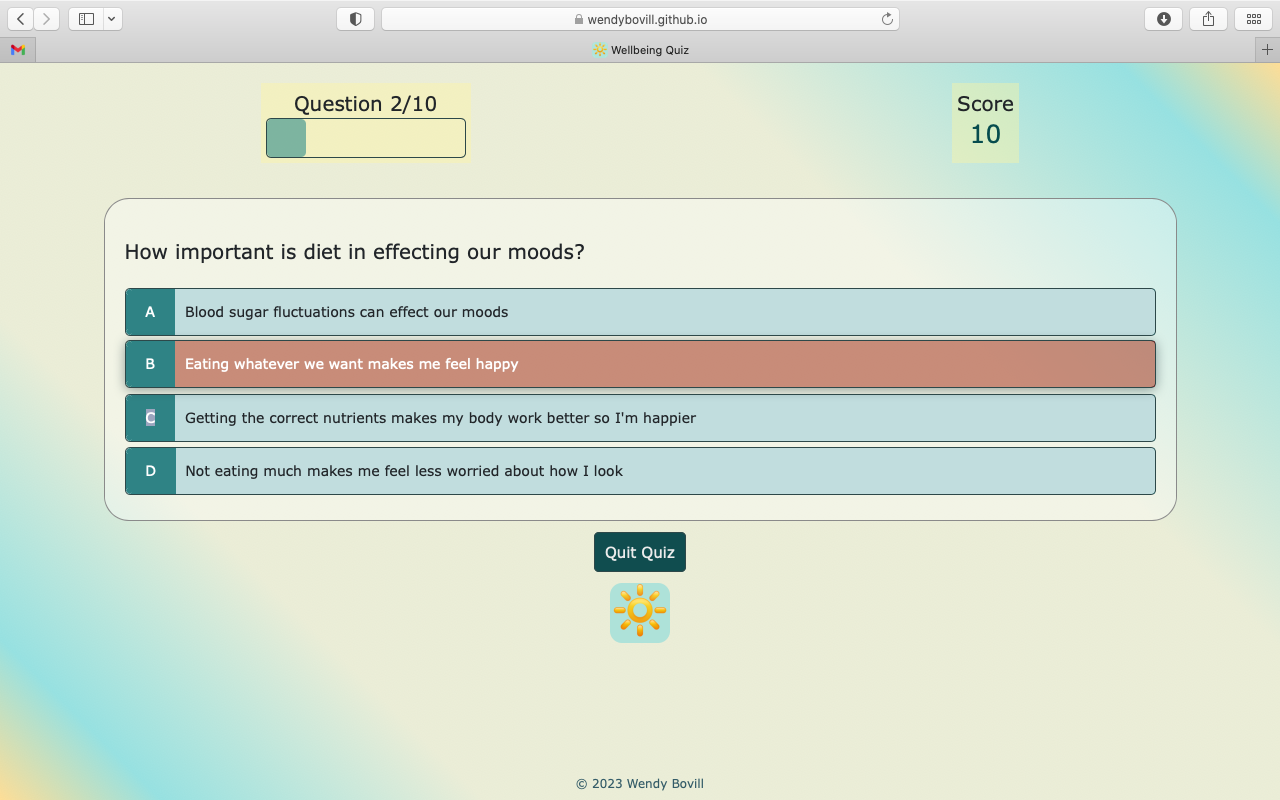 wendybovill.github.io
Wellbeing Quiz
Question 2/10
Score
10
How important is diet in effecting our moods?
A Blood sugar fluctuations can effect our moods
B Eating whatever we want makes me feel happy
C Getting the correct nutrients makes my body work better so I'm happier
D Not eating much makes me feel less worried about how I look
Quit Quiz
© 2023 Wendy Bovill